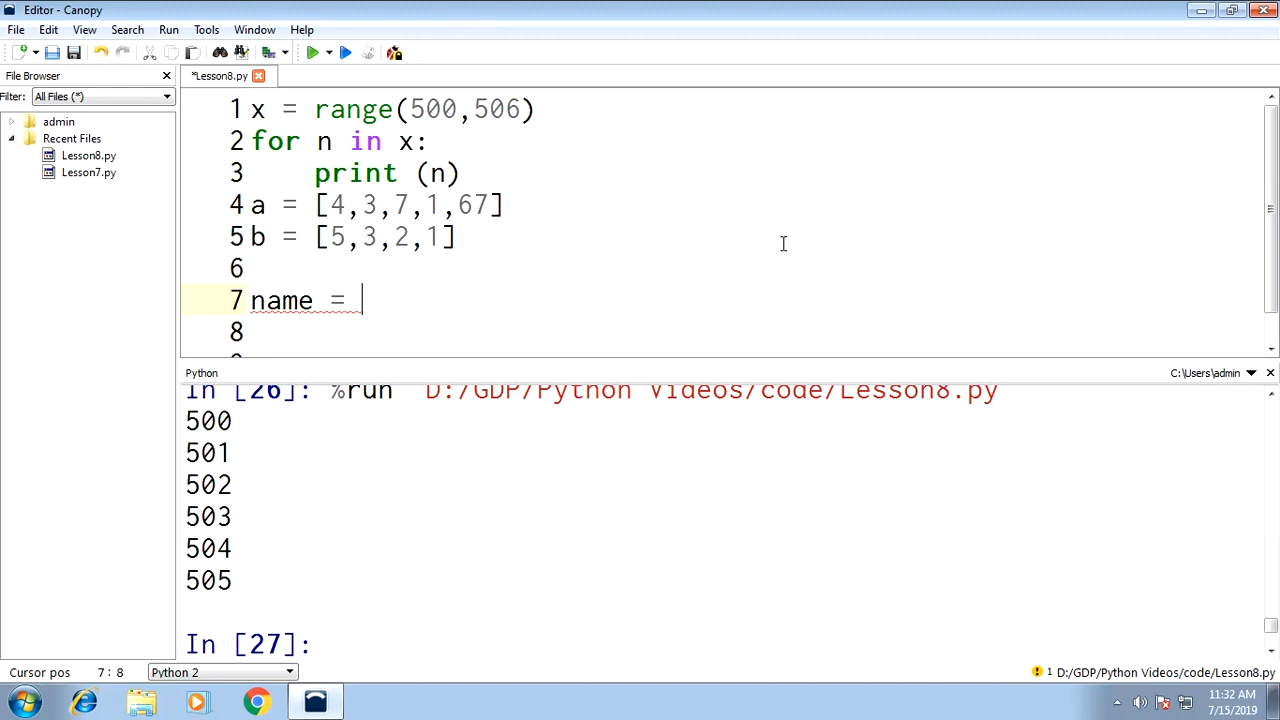 Editor - Canopy
File Edit View Search Run Tools Window Help
File Browser
Filter: All Files (*)
admin
Recent Files
Lesson8.py
Lesson7.py
*Lesson8.py
1 x = range(500,506)
2 for n in x:
3     print (n)
4 a = [4,3,7,1,67]
5 b = [5,3,2,1]
6
7 name =
8
Python
C:\Users\admin
In [26]: %run "D:/GDP/Python Videos/code/Lesson8.py
500
501
502
503
504
505
In [27]:
Cursor pos 7 : 8 Python 2
1 D:/GDP/Python Videos/code/Lesson8.py
11:32 AM
7/15/2019